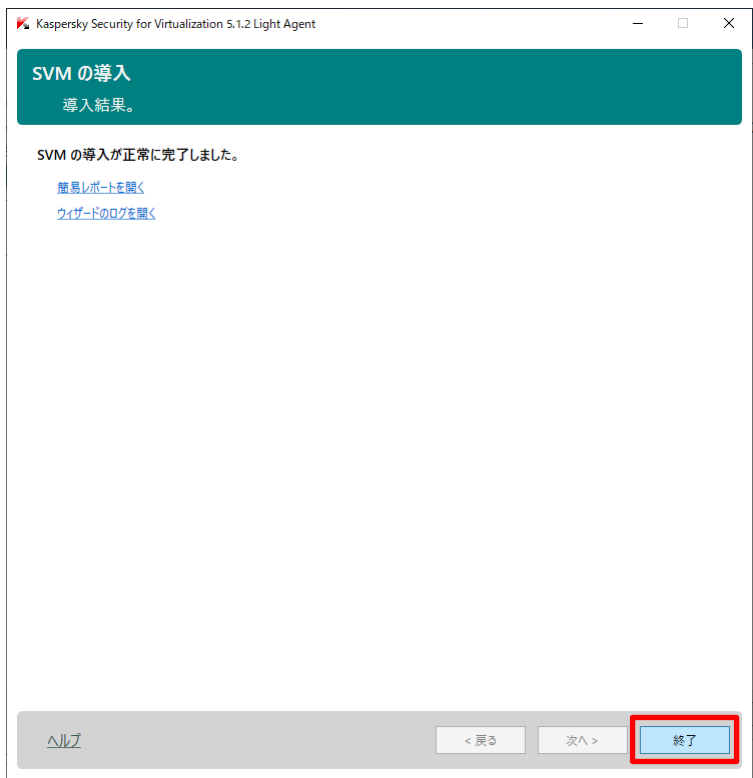 Kaspersky Security for Virtualization 5.1.2 Light Agent
SVM の導入
導入結果。
SVM の導入が正常に完了しました。
簡易レポートを開く
ウィザードのログを開く
ヘルプ
< 戻る
次へ >
終了